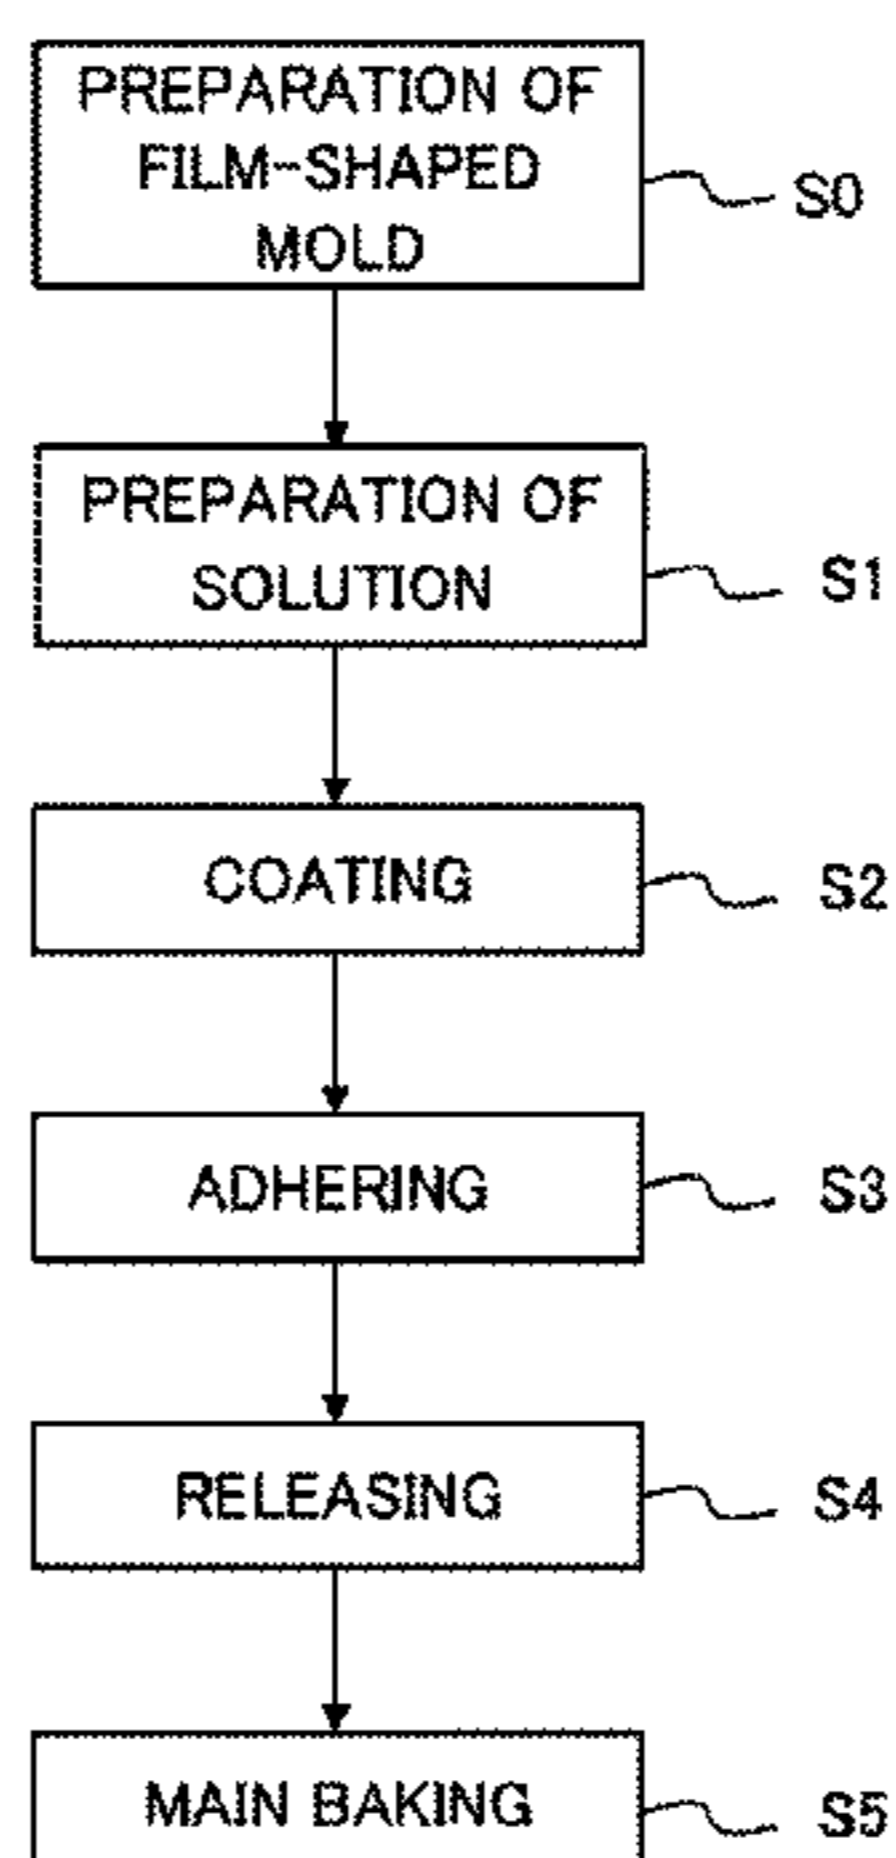 PREPARATION OF
FILM-SHAPED
MOLD
S0
PREPARATION OF
SOLUTION
S1
COATING
S2
ADHERING
S3
RELEASING
S4
MAIN BAKING
S5